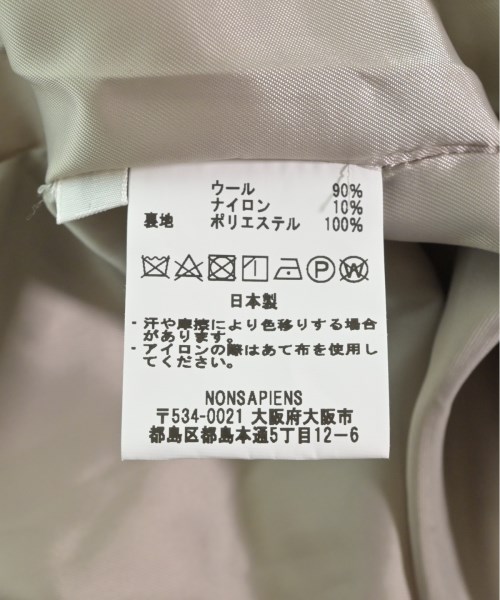 ウール 90%
ナイロン 10%
裏地 ポリエステル 100%
P W
日本製
・汗や摩擦により色移りする場合
があります。
・アイロンの際はあて布を使用し
てください。
NONSAPIENS
〒534-0021 大阪府大阪市
都島区都島本通5丁目12-6